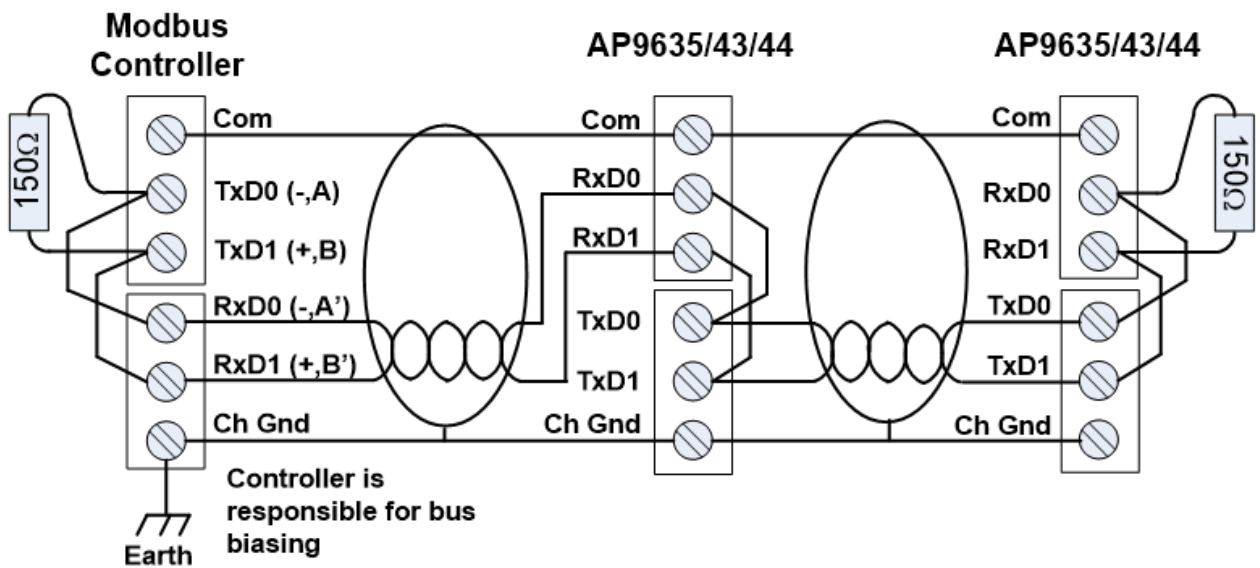 Modbus
Controller
AP9635/43/44
AP9635/43/44
150Ω
Com
TxD0 (-,A)
TxD1 (+,B)
RxD0 (-,A’)
RxD1 (+,B’)
Ch Gnd
Earth
Controller is
responsible for bus
biasing
Com
RxD0
RxD1
TxD0
TxD1
Ch Gnd
Com
RxD0
RxD1
TxD0
TxD1
Ch Gnd
150Ω